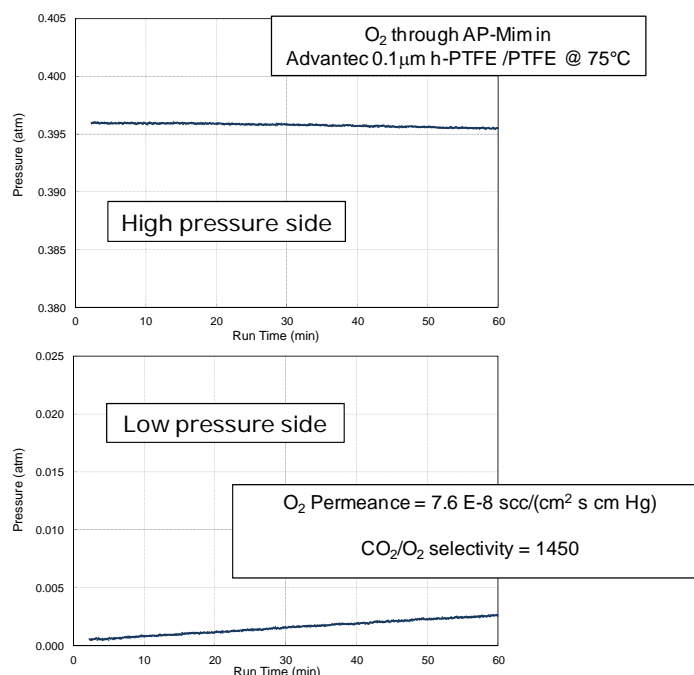 O₂ through AP-Mim in
Advantec 0.1μm h-PTFE /PTFE @ 75°C
0.405
0.400
0.395
0.390
0.385
0.380
Pressure (atm)
High pressure side
0 10 20 30 40 50 60
Run Time (min)
0.025
0.020
0.015
0.010
0.005
0.000
Pressure (atm)
Low pressure side
O₂ Permeance = 7.6 E-8 scc/(cm² s cm Hg)
CO₂/O₂ selectivity = 1450
0 10 20 30 40 50 60
Run Time (min)